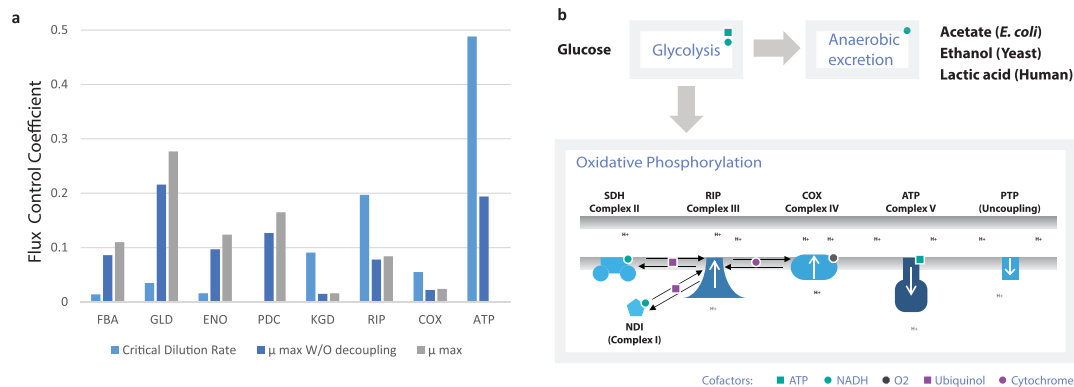 a
Flux Control Coefficient
0.5
0.4
0.3
0.2
0.1
0
FBA GLD ENO PDC KGD RIP COX ATP
Critical Dilution Rate μ max W/O decoupling μ max
b
Glucose
Glycolysis
Anaerobic
excretion
Acetate (E. coli)
Ethanol (Yeast)
Lactic acid (Human)
Oxidative Phosphorylation
SDH
Complex II
RIP
Complex III
COX
Complex IV
ATP
Complex V
PTP
(Uncoupling)
H+ H+ H+ H+ H+ H+ H+ H+ H+
H+
H+
H+
H+
NDI
(Complex I)
Cofactors: ATP NADH O2 Ubiquinol Cytochrome